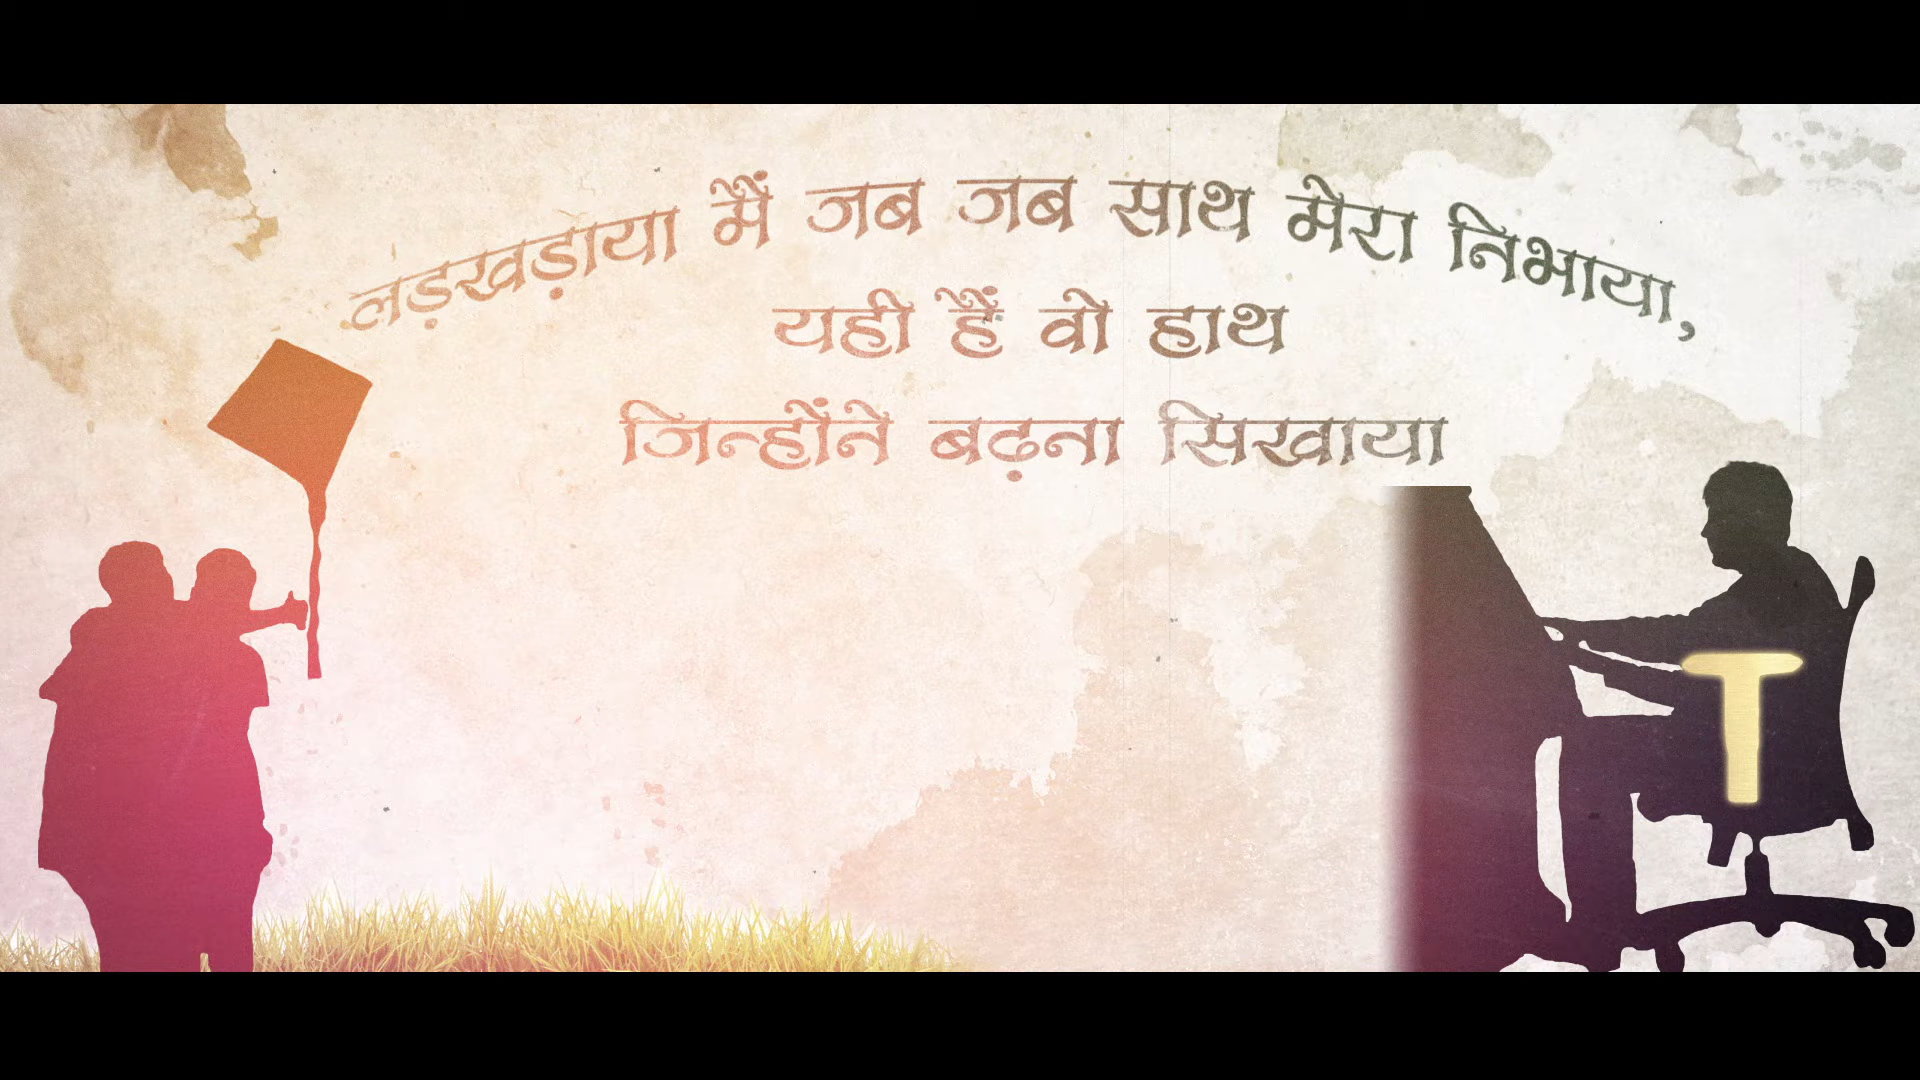 लड़खड़ाया मैं जब जब साथ मेरा निभाया,
यही हैं वो हाथ
जिन्होंने बढ़ना सिखाया
T